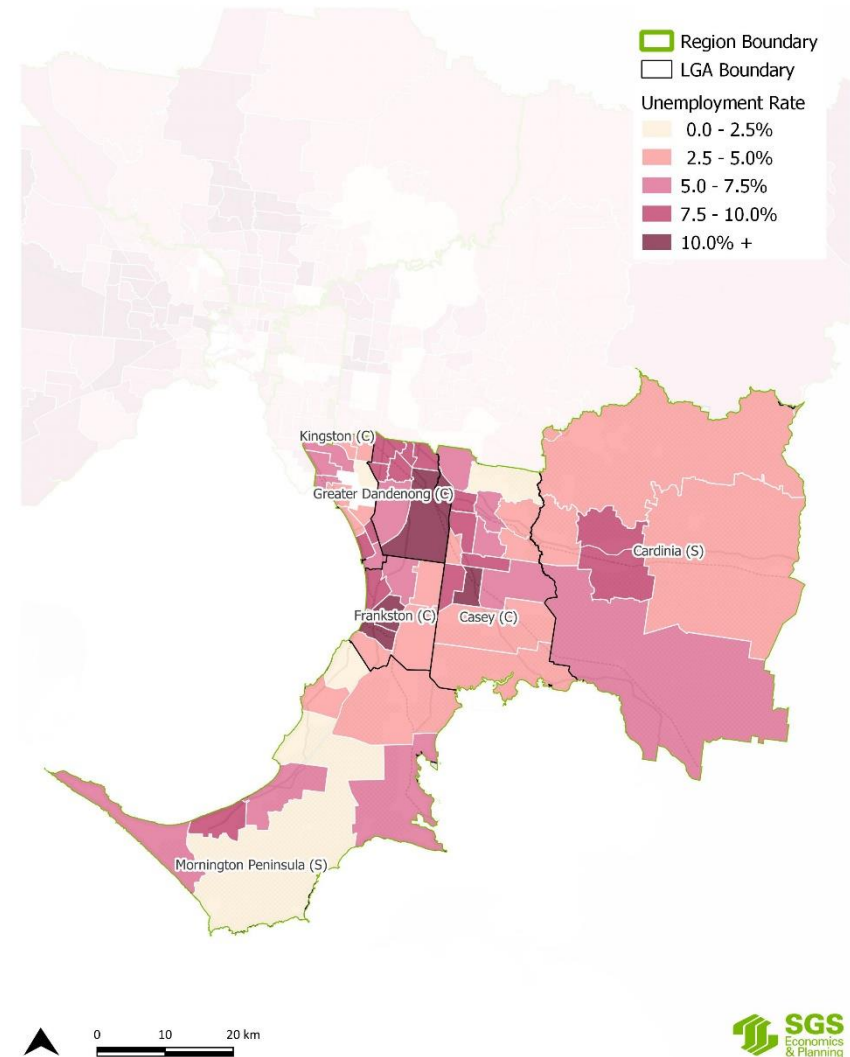 Region Boundary
LGA Boundary
Unemployment Rate
0.0 - 2.5%
2.5 - 5.0%
5.0 - 7.5%
7.5 - 10.0%
10.0% +
Kingston (C)
Greater Dandenong (C)
Cardinia (S)
Frankston (C)
Casey (C)
Mornington Peninsula (S)
0 10 20 km
SGS
Economics
& Planning